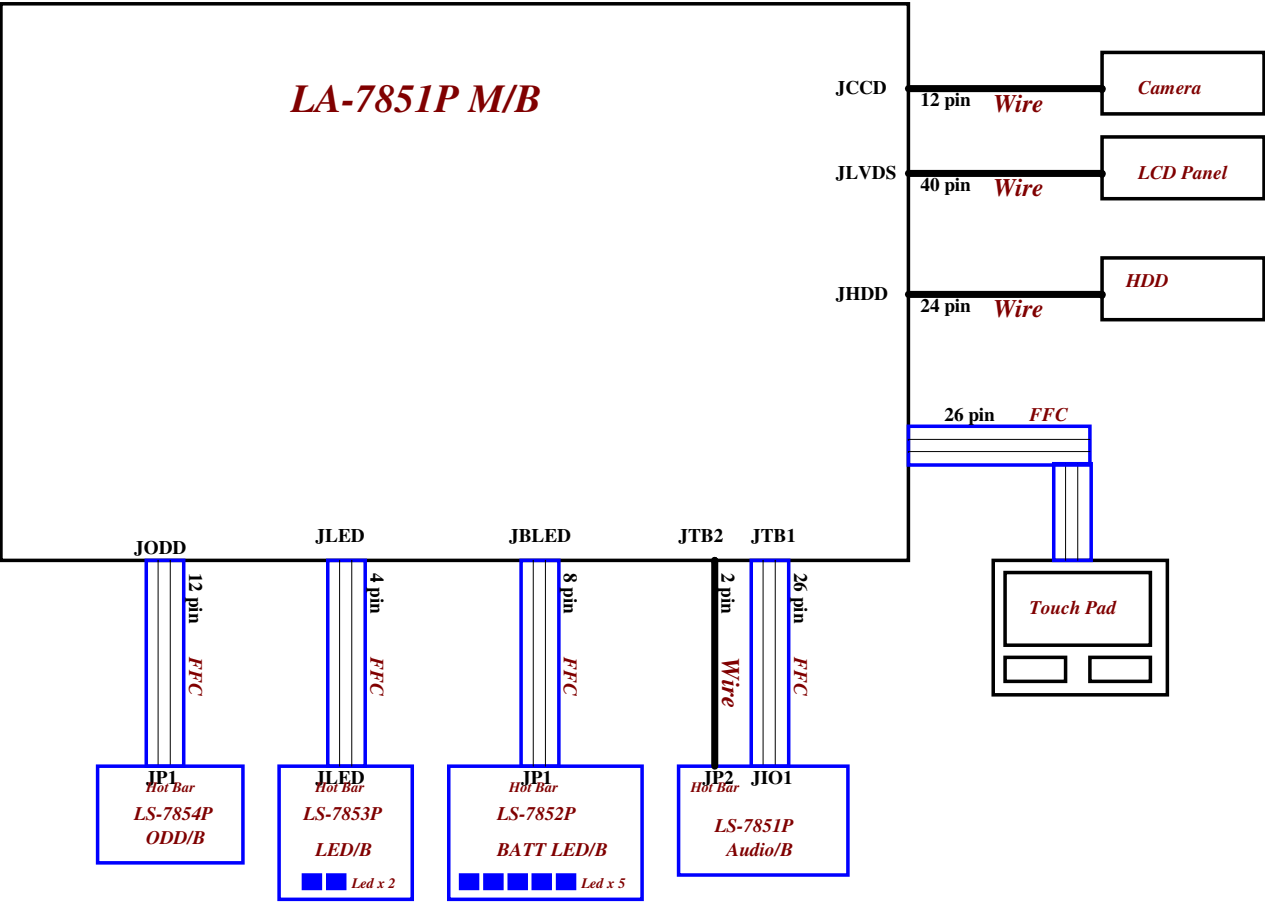 LA-7851P M/B
JCCD
12 pin
Wire
Camera
JLVDS
40 pin
Wire
LCD Panel
JHDD
24 pin
Wire
HDD
26 pin
FFC
Touch Pad
JODD
JLED
JBLED
JTB2
JTB1
12 pin
FFC
4 pin
FFC
8 pin
FFC
2 pin
Wire
26 pin
FFC
JP1
Hot Bar
LS-7854P
ODD/B
JLED
Hot Bar
LS-7853P
LED/B
Led x 2
JP1
Hot Bar
LS-7852P
BATT LED/B
Led x 5
JP2
JIO1
Hot Bar
LS-7851P
Audio/B